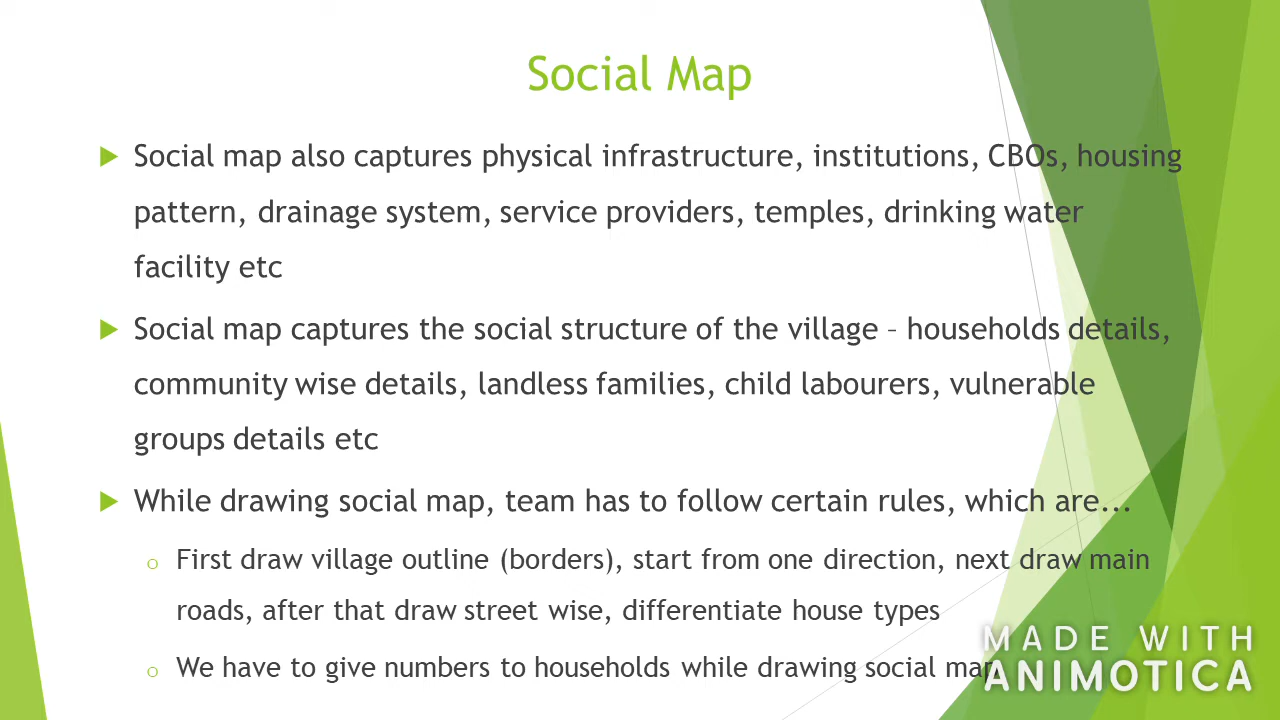 Social Map
Social map also captures physical infrastructure, institutions, CBOs, housing
pattern, drainage system, service providers, temples, drinking water
facility etc
Social map captures the social structure of the village – households details,
community wise details, landless families, child labourers, vulnerable
groups details etc
While drawing social map, team has to follow certain rules, which are...
First draw village outline (borders), start from one direction, next draw main
roads, after that draw street wise, differentiate house types
We have to give numbers to households while drawing social map
MADE WITH
ANIMOTICA